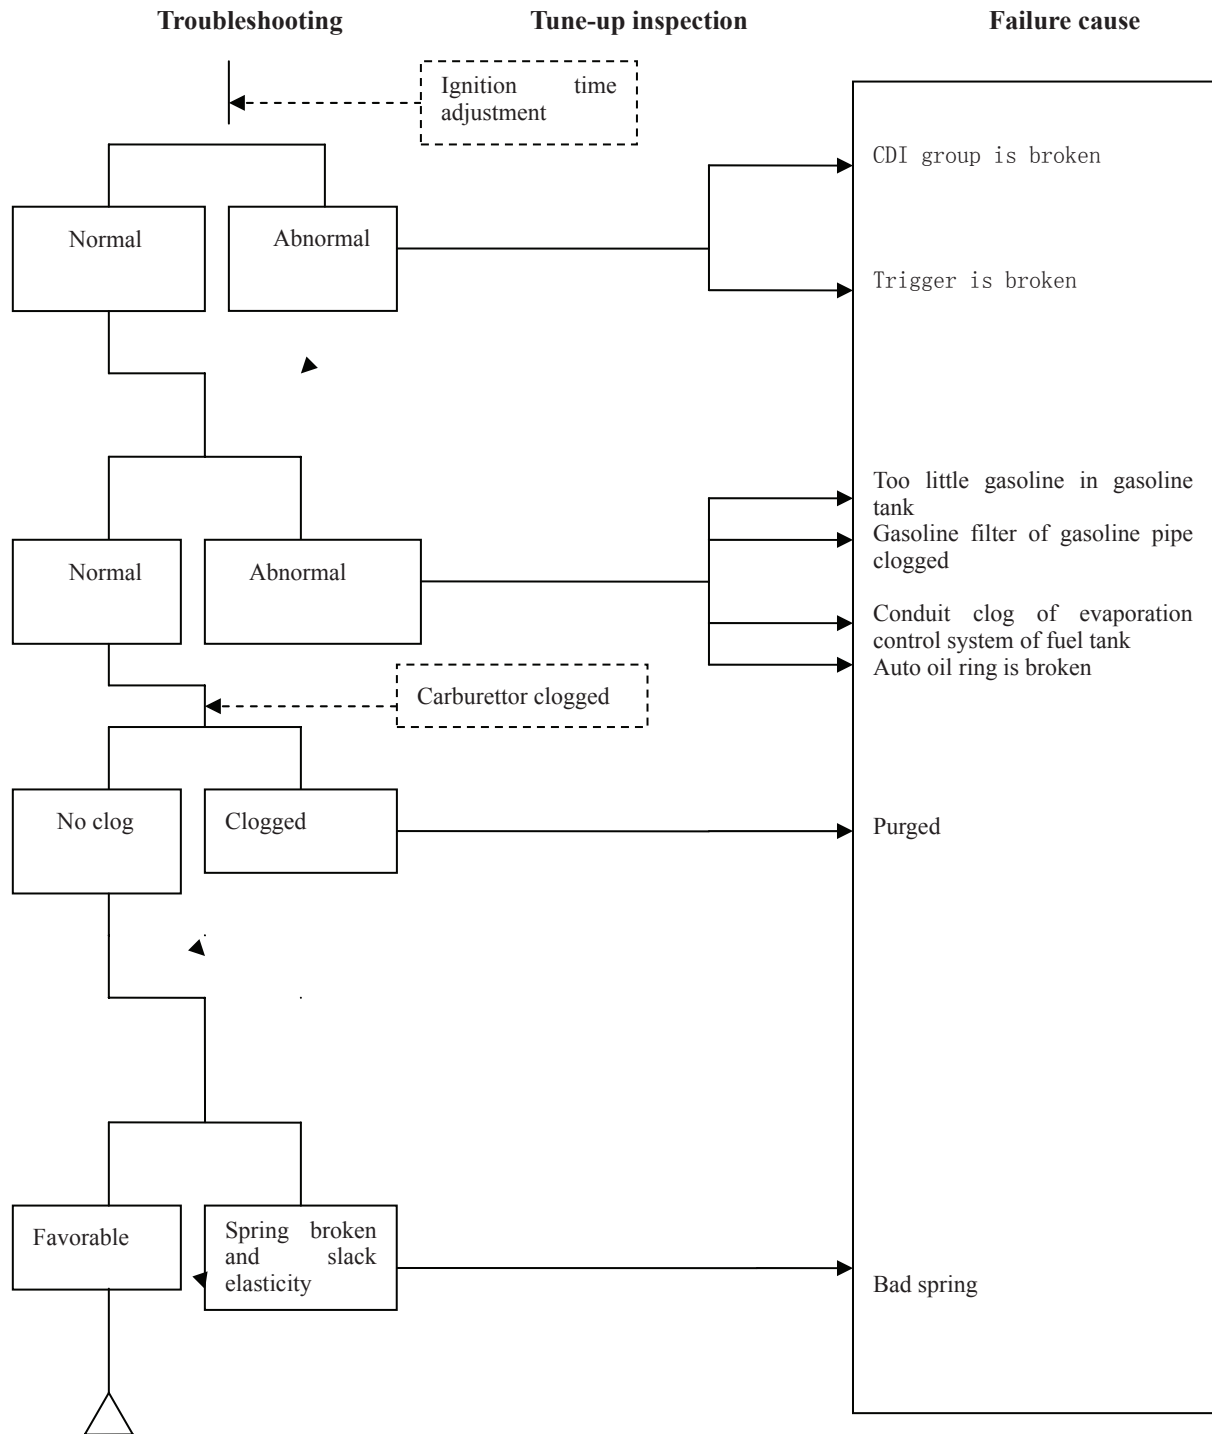 Troubleshooting Tune-up inspection Failure cause
Ignition time
adjustment
CDI group is broken
Normal
Abnormal
Trigger is broken
Too little gasoline in gasoline
tank
Gasoline filter of gasoline pipe
clogged
Normal
Abnormal
Conduit clog of evaporation
control system of fuel tank
Auto oil ring is broken
Carburettor clogged
No clog
Clogged
Purged
Favorable
Spring broken
and slack
elasticity
Bad spring